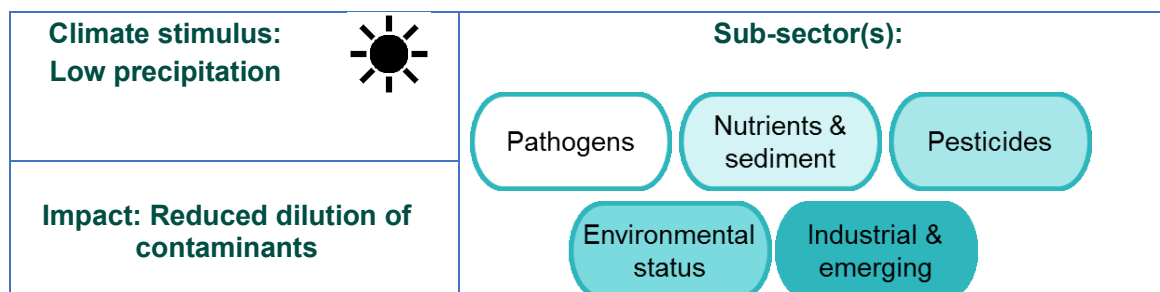 Climate stimulus:
Low precipitation
Sub-sector(s):
Pathogens
Nutrients &
sediment
Pesticides
Environmental
status
Industrial &
emerging
Impact: Reduced dilution of
contaminants